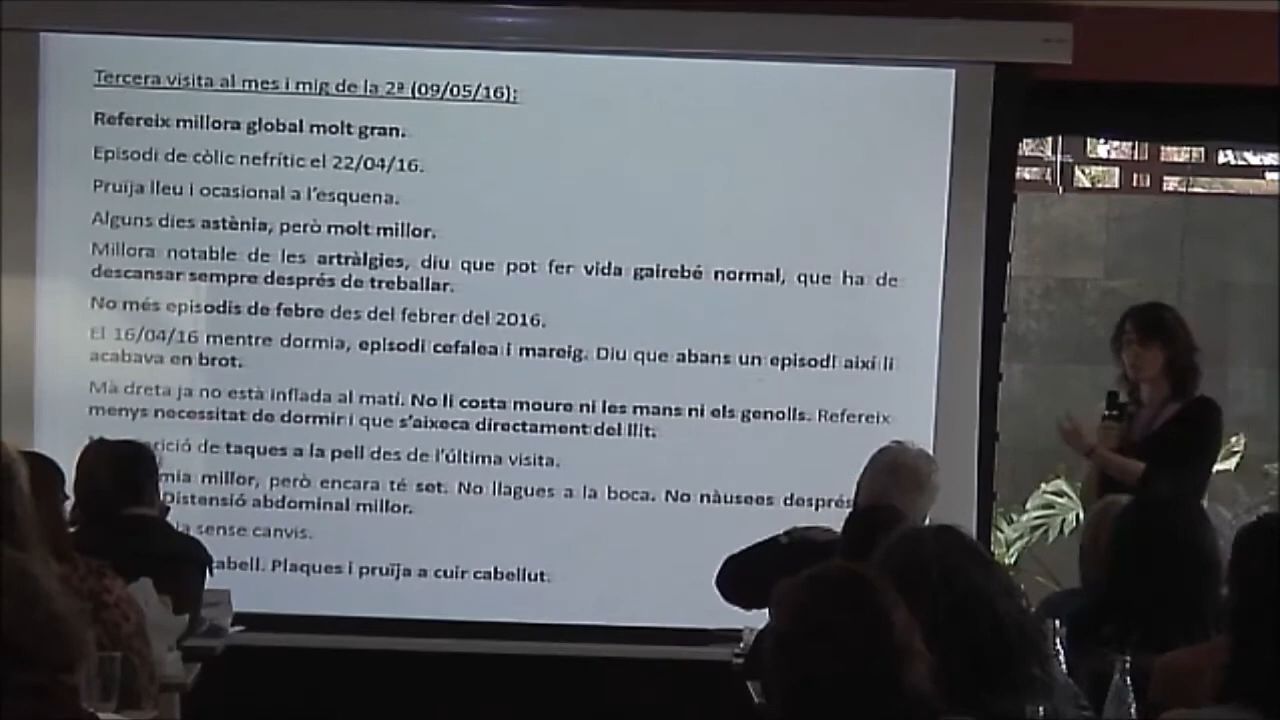 Tercera visita al mes i mig de la 2ª (09/05/16):
Refereix millora global molt gran.
Episodi de còlic nefrític el 22/04/16.
Pruïja lleu i ocasional a l'esquena.
Alguns dies astènia, però molt millor.
Millora notable de les artràlgies, diu que pot fer vida gairebé normal, que ha de
descansar sempre després de treballar.
No més episodis de febre des del febrer del 2016.
El 16/04/16 mentre dormia, episodi cefalea i mareig. Diu que abans un episodi així li
acabava en brot.
Mà dreta ja no està inflada al matí. No li costa moure ni les mans ni els genolls. Refereix
menys necessitat de dormir i que s'aixeca directament del llit.
de taques a la pell des de l'última visita.
millor, però encara té set. No llagues a la boca. No nàusees després
Distensió abdominal millor.
sense canvis.
Plaques i pruïja a cuir cabellut.